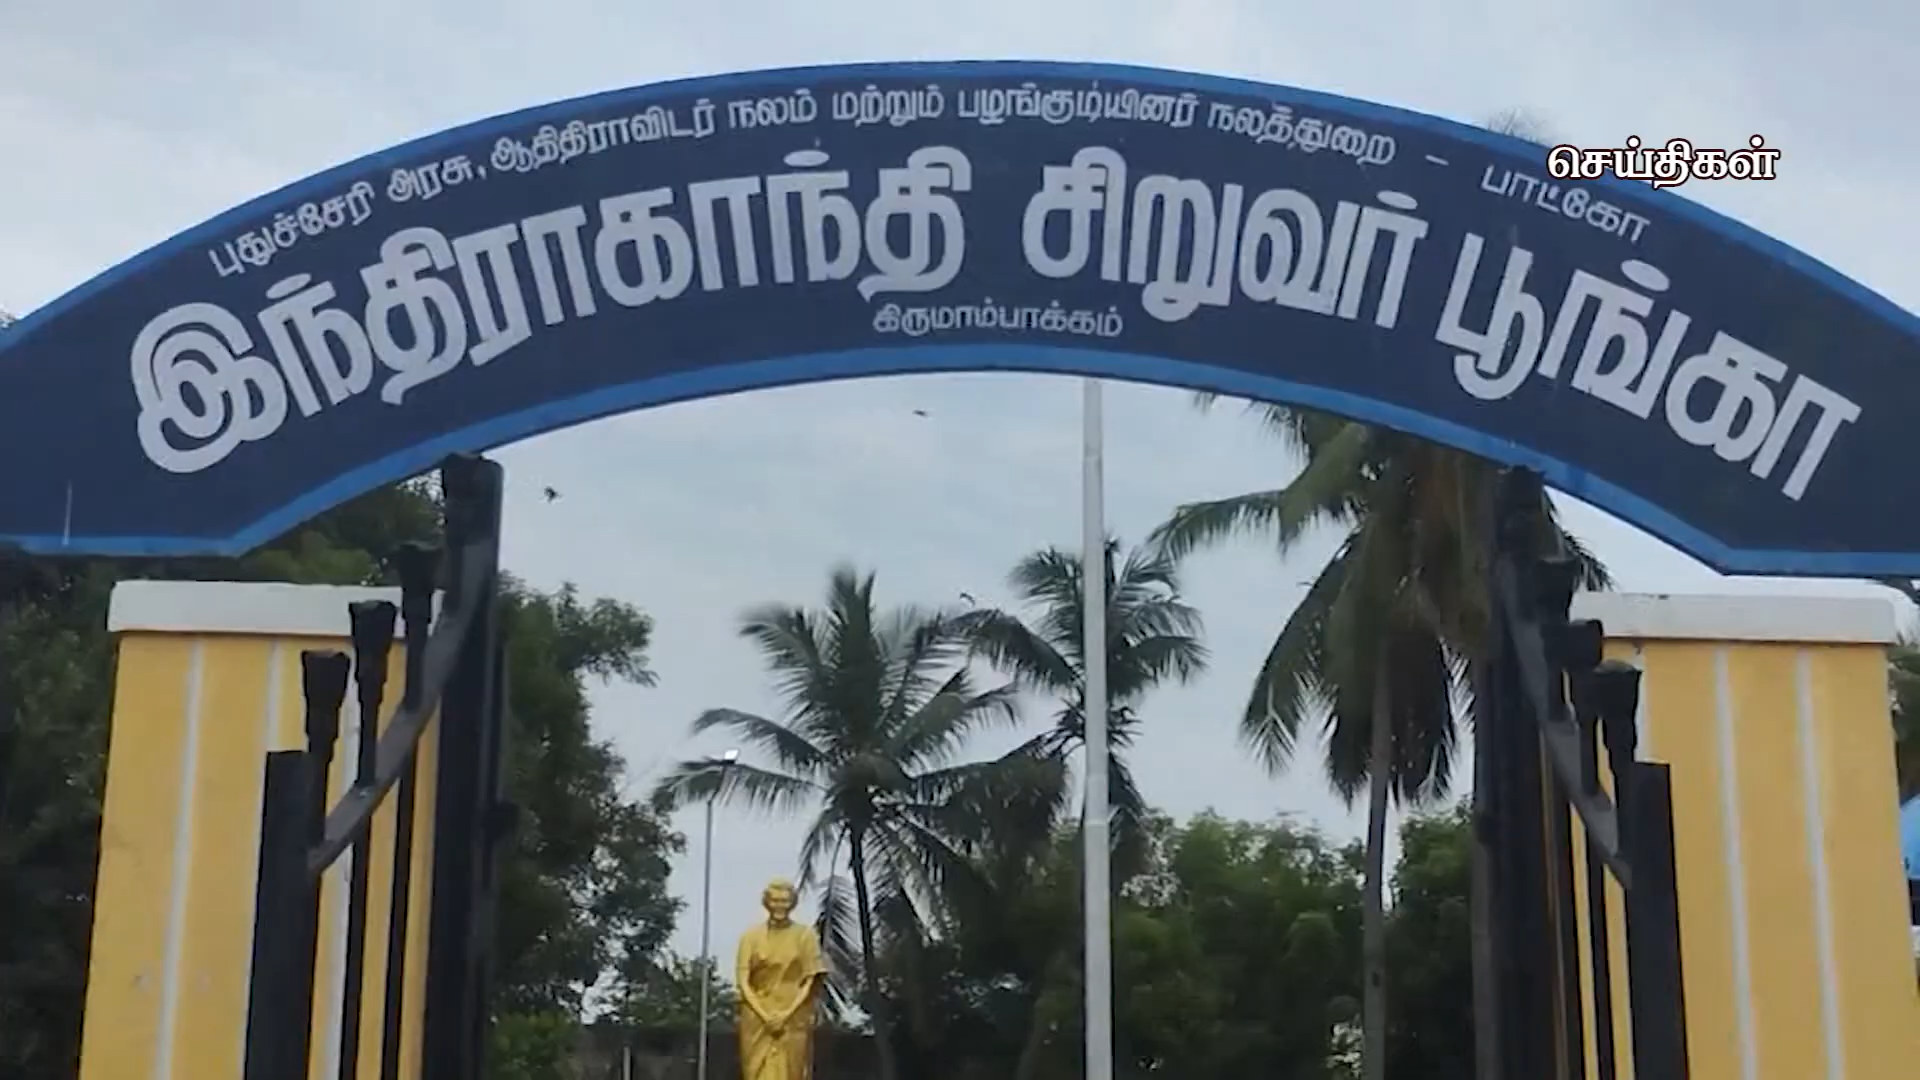 புதுச்சேரி அரசு, ஆதிதிராவிடர் நலம் மற்றும் பழங்குடியினர் நலத்துறை - பாட்கோ
செய்திகள்
இந்திராகாந்தி சிறுவர் பூங்கா
கிருமாம்பாக்கம்